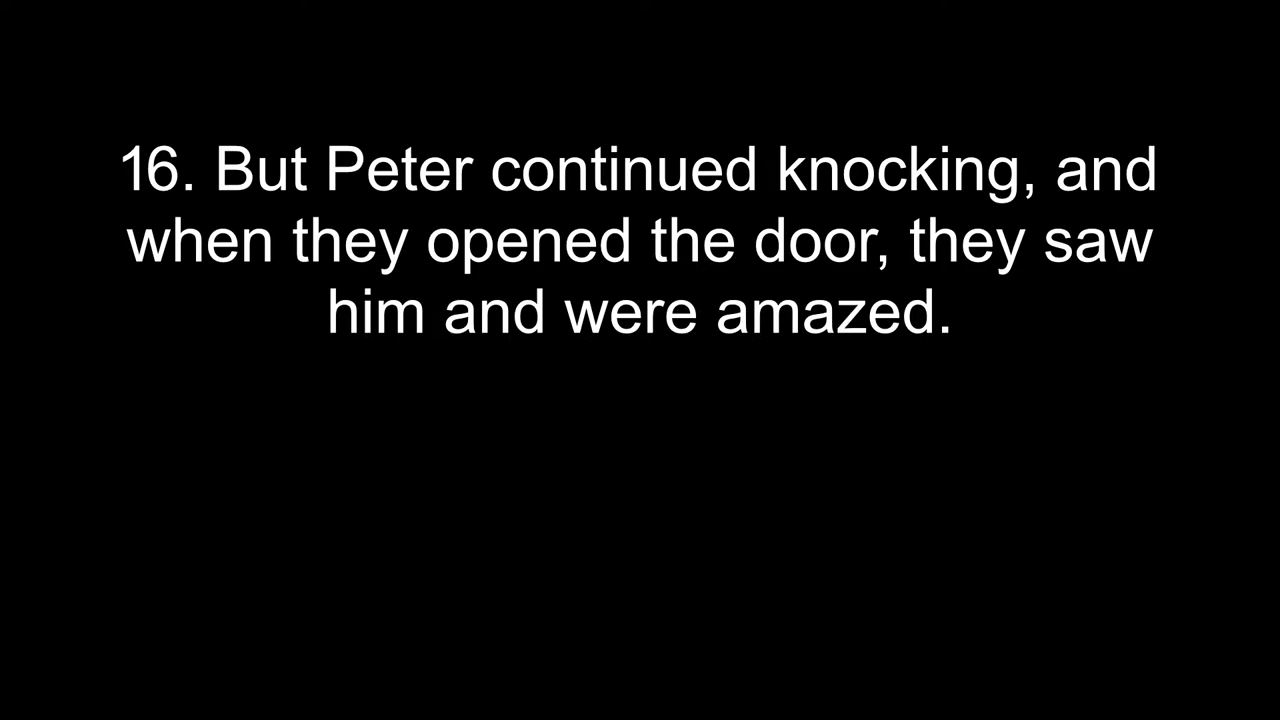 16. But Peter continued knocking, and
when they opened the door, they saw
him and were amazed.